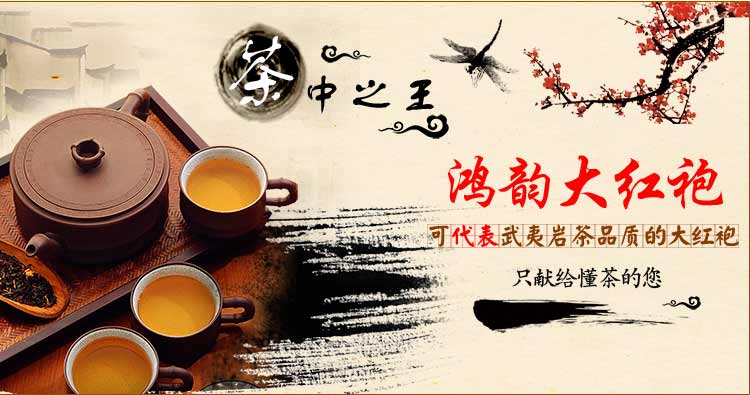 茶中之王
鸿韵大红袍
可代表武夷岩茶品质的大红袍
只献给懂茶的您